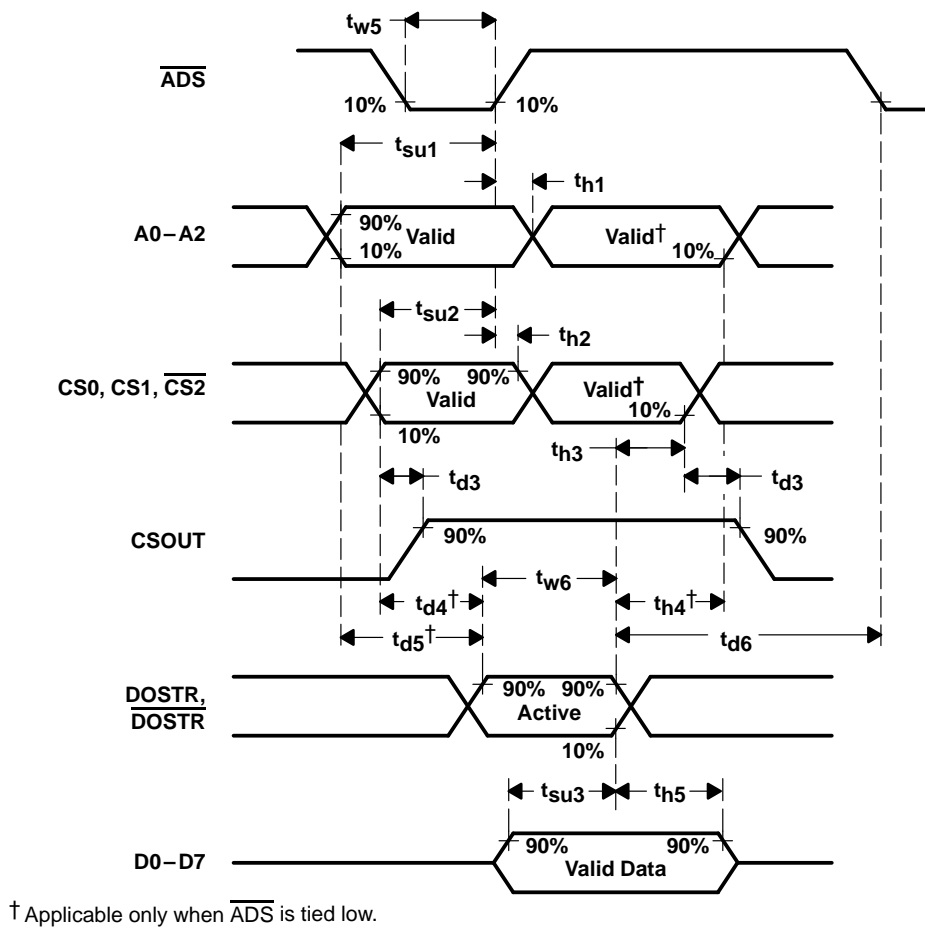 tw5
ADS
10%
10%
tsu1
th1
A0–A2
90%
Valid
10%
Valid†
10%
tsu2
th2
CS0, CS1, CS2
90%
90%
Valid
Valid†
10%
10%
th3
td3
td3
CSOUT
90%
90%
tw6
td4†
th4†
td5†
td6
DOSTR,
DOSTR
90%
90%
Active
10%
tsu3
th5
D0–D7
90%
90%
Valid Data
† Applicable only when ADS is tied low.